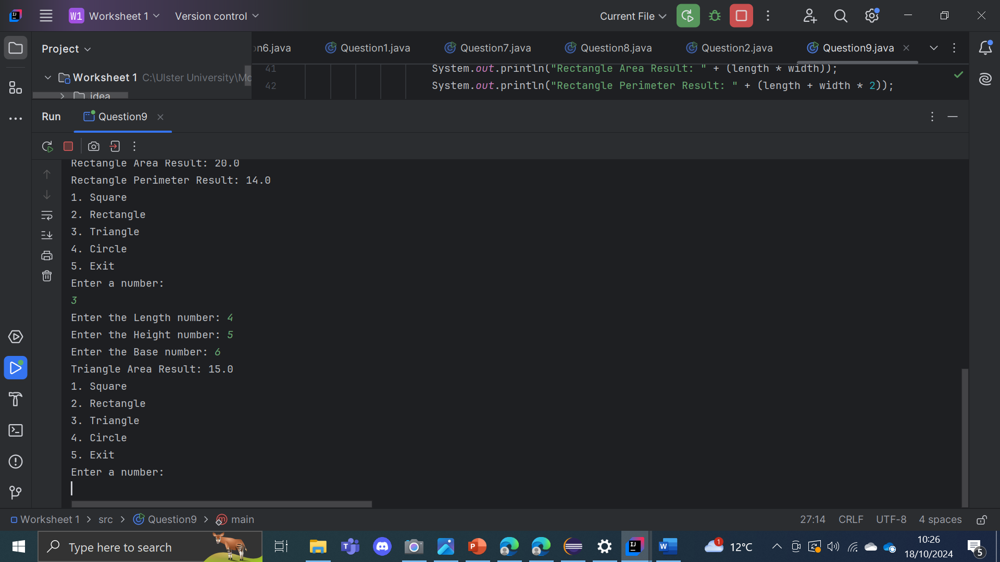 W1 Worksheet 1 Version control Current File
Project
on6.java Question1.java Question7.java Question8.java Question2.java Question9.java
Worksheet 1 C:\Ulster University\Mo
idea
41 System.out.println("Rectangle Area Result: " + (length * width));
42 System.out.println("Rectangle Perimeter Result: " + (length + width * 2));
Run Question9
Rectangle Area Result: 20.0
Rectangle Perimeter Result: 14.0
1. Square
2. Rectangle
3. Triangle
4. Circle
5. Exit
Enter a number:
3
Enter the Length number: 4
Enter the Height number: 5
Enter the Base number: 6
Triangle Area Result: 15.0
1. Square
2. Rectangle
3. Triangle
4. Circle
5. Exit
Enter a number:
Worksheet 1 > src > Question9 > main 27:14 CRLF UTF-8 4 spaces
Type here to search 1 12°C 10:26
18/10/2024 5